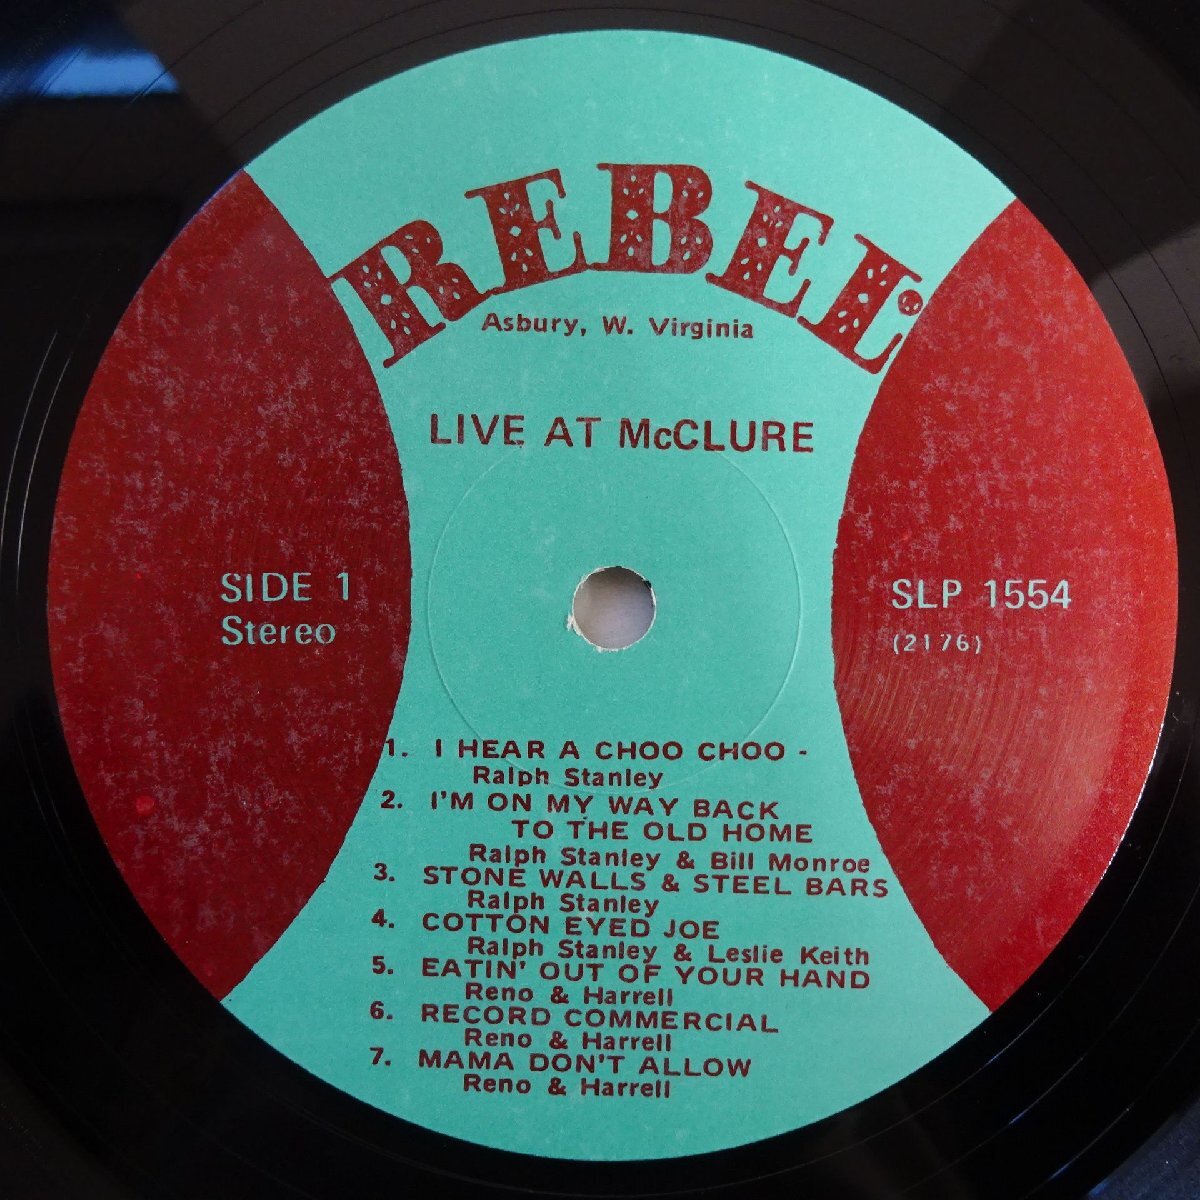 REBEL
Asbury, W. Virginia
LIVE AT McCLURE
SIDE 1
Stereo
SLP 1554
(2176)
1. I HEAR A CHOO CHOO -
Ralph Stanley
2. I'M ON MY WAY BACK
TO THE OLD HOME
Ralph Stanley & Bill Monroe
3. STONE WALLS & STEEL BARS
Ralph Stanley
4. COTTON EYED JOE
Ralph Stanley & Leslie Keith
5. EATIN' OUT OF YOUR HAND
Reno & Harrell
6. RECORD COMMERCIAL
Reno & Harrell
7. MAMA DON'T ALLOW
Reno & Harrell